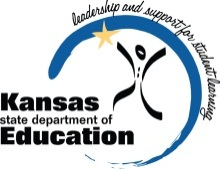 leadership and support for student learning.
Kansas
state department of
Education